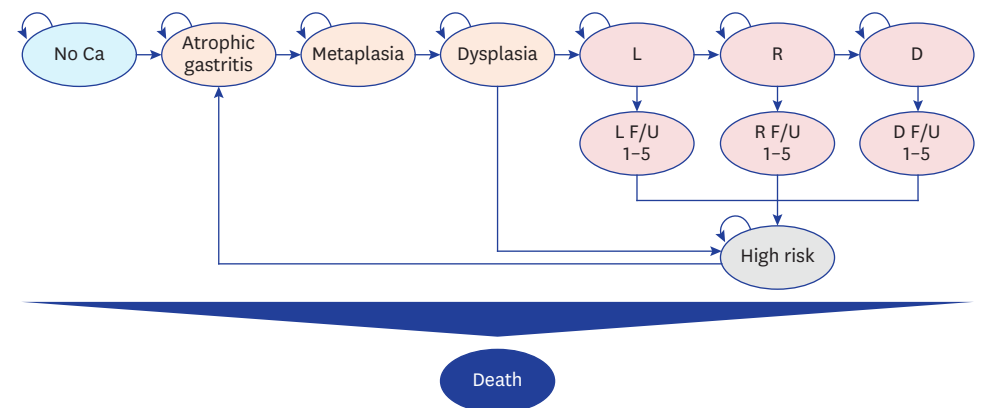 No Ca
Atrophic
gastritis
Metaplasia
Dysplasia
L
R
D
L F/U
1–5
R F/U
1–5
D F/U
1–5
High risk
Death